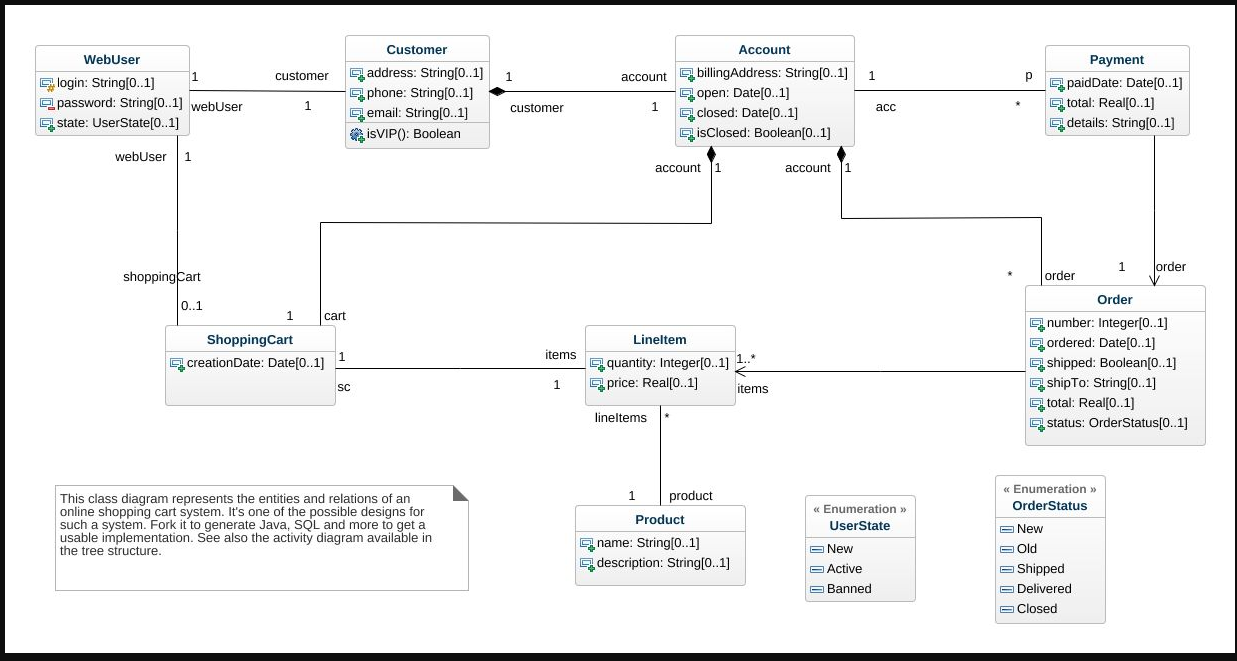 WebUser
login: String[0..1]
password: String[0..1]
state: UserState[0..1]
1
customer
webUser
1
Customer
address: String[0..1]
phone: String[0..1]
email: String[0..1]
isVIP(): Boolean
1
account
customer
1
Account
billingAddress: String[0..1]
open: Date[0..1]
closed: Date[0..1]
isClosed: Boolean[0..1]
1
p
acc
*
Payment
paidDate: Date[0..1]
total: Real[0..1]
details: String[0..1]
webUser
1
account
1
account
1
shoppingCart
0..1
1
cart
*
order
1
order
ShoppingCart
creationDate: Date[0..1]
1
items
sc
1
LineItem
quantity: Integer[0..1]
price: Real[0..1]
1..*
items
Order
number: Integer[0..1]
ordered: Date[0..1]
shipped: Boolean[0..1]
shipTo: String[0..1]
total: Real[0..1]
status: OrderStatus[0..1]
lineItems
*
1
product
Product
name: String[0..1]
description: String[0..1]
This class diagram represents the entities and relations of an
online shopping cart system. It's one of the possible designs for
such a system. Fork it to generate Java, SQL and more to get a
usable implementation. See also the activity diagram available in
the tree structure.
« Enumeration »
UserState
New
Active
Banned
« Enumeration »
OrderStatus
New
Old
Shipped
Delivered
Closed